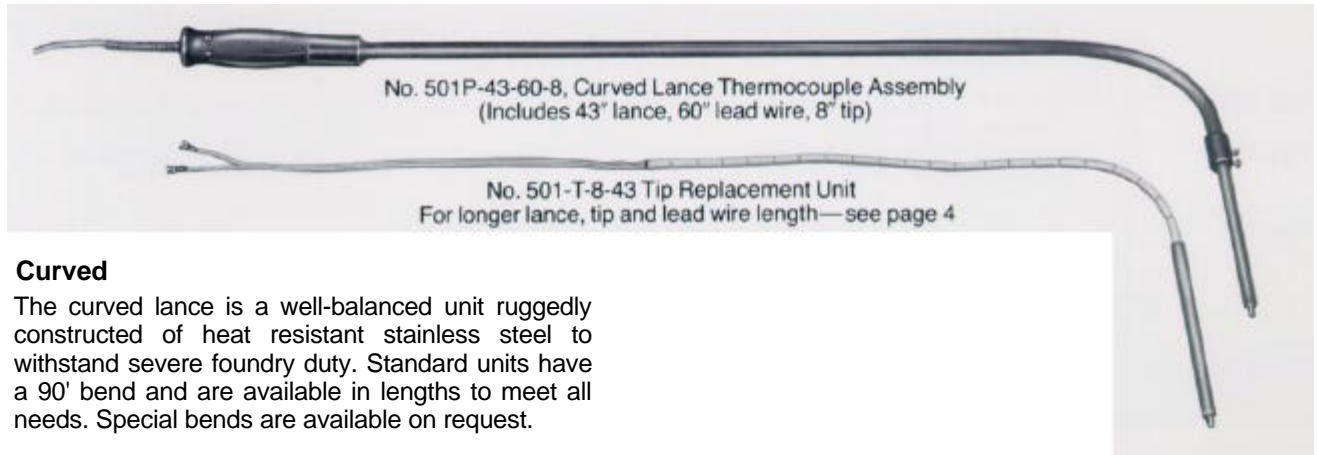 No. 501P-43-60-8, Curved Lance Thermocouple Assembly
(Includes 43" lance, 60" lead wire, 8" tip)
No. 501-T-8-43 Tip Replacement Unit
For longer lance, tip and lead wire length—see page 4
Curved
The curved lance is a well-balanced unit ruggedly
constructed of heat resistant stainless steel to
withstand severe foundry duty. Standard units have
a 90' bend and are available in lengths to meet all
needs. Special bends are available on request.